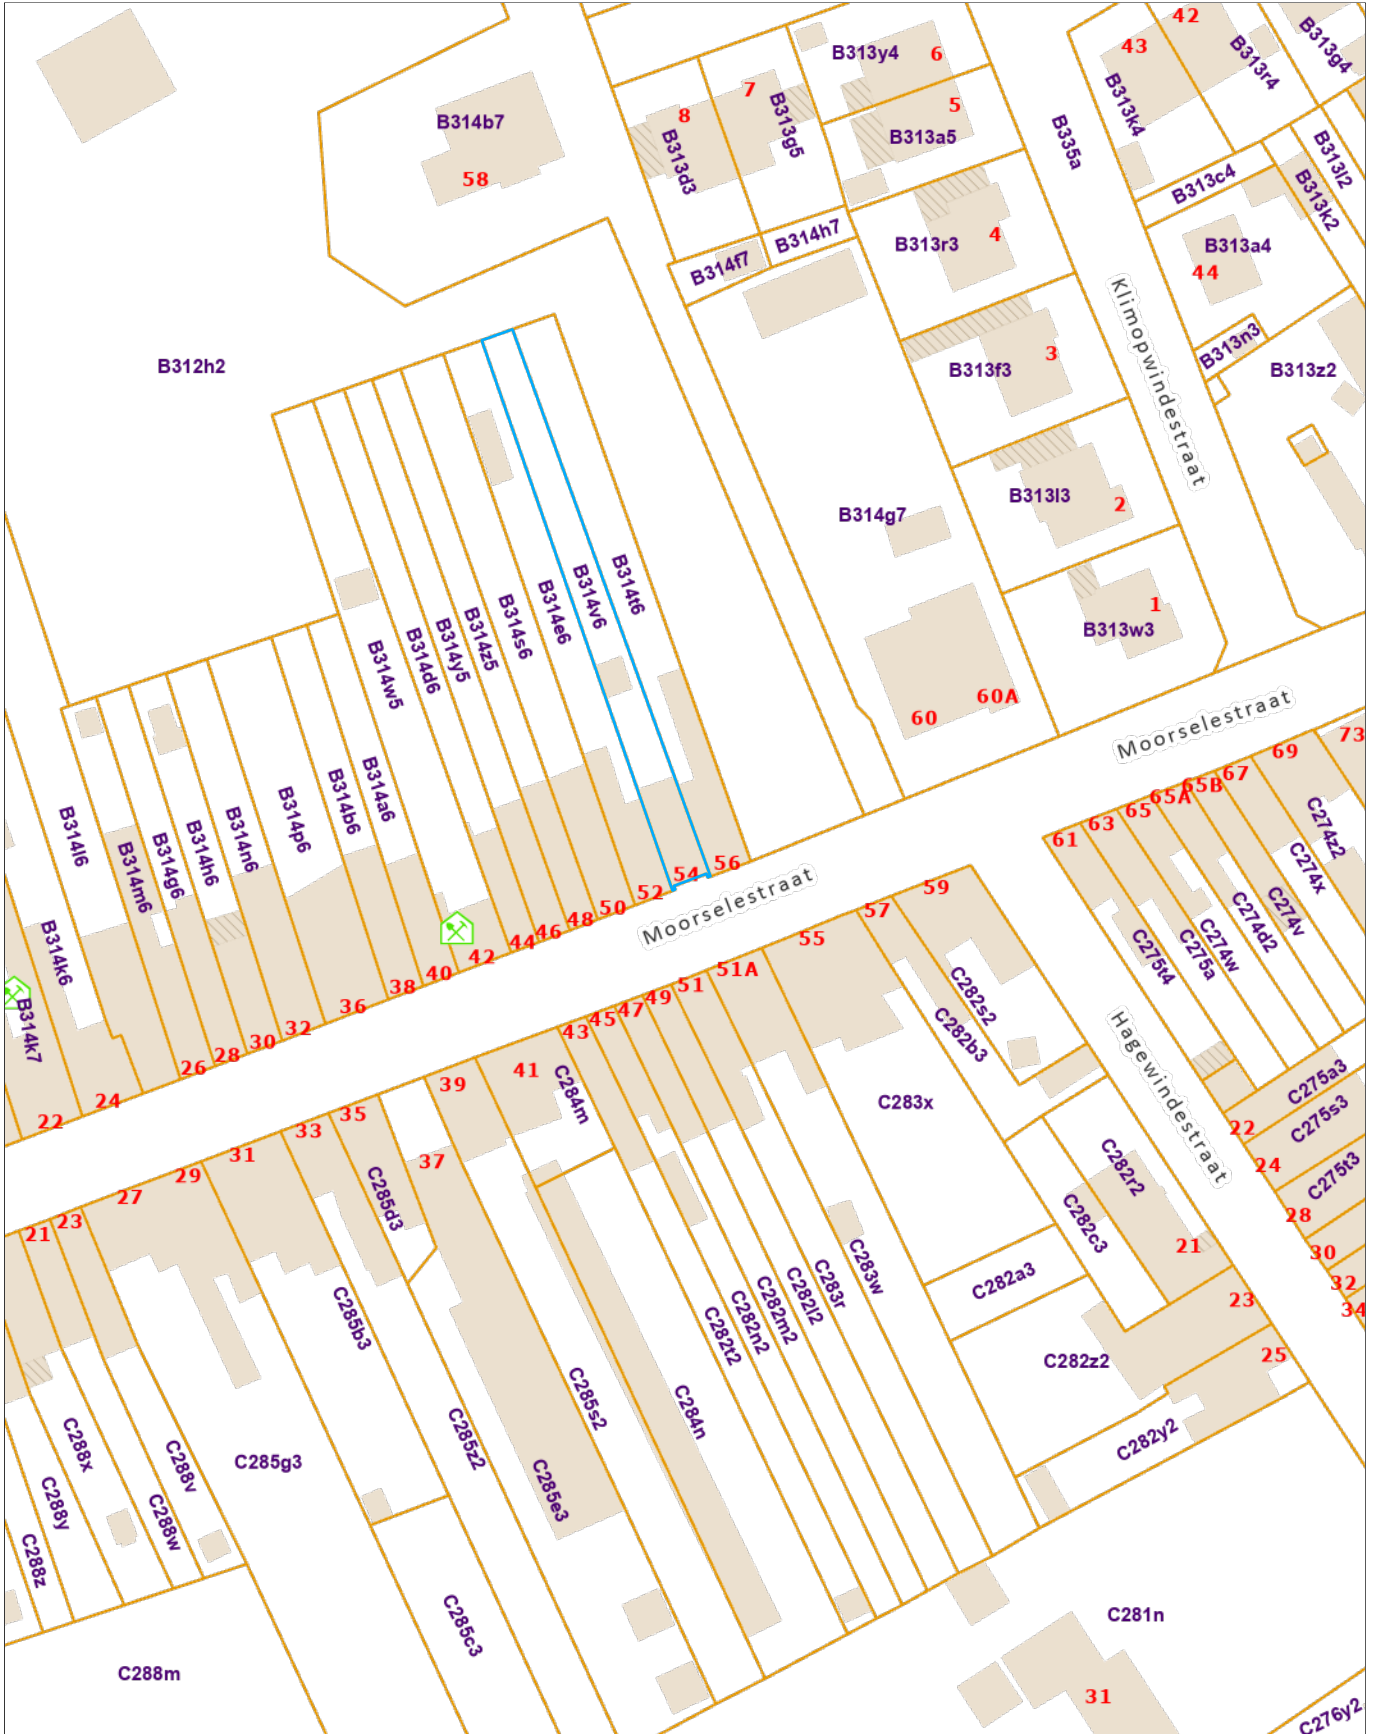 42
43
B313r4
B313g4
B313k4
B313y4
6
7
5
8
B313g5
B313a5
B313d3
B314b7
58
B335a
B313l2
B313c4
B313k2
B313a4
44
B314h7
B314f7
B313r3
4
Klimopwindestraat
B313n3
B313z2
B312h2
B313f3
3
B313l3
2
B314g7
1
B313w3
B314t6
B314v6
B314e6
B314s6
B314z5
B314y5
B314d6
B314w5
60A
60
Moorselestraat
73
69
67
65B
65A
65
63
61
B314a6
B314b6
B314p6
B314n6
B314h6
B314g6
B314m6
B314l6
B314k6
B314k7
56
54
52
50
48
46
44
42
40
38
36
32
30
28
26
24
22
Moorselestraat
59
57
55
51A
51
49
47
45
43
41
39
37
35
33
31
29
27
23
21
C274z2
C274x
C274v
C274d2
C274w
C275a
C275t4
C282s2
C282b3
C283x
C284m
Hagewindestraat
C275a3
C275s3
C275t3
22
24
28
30
32
34
C282r2
C282c3
21
23
25
C282a3
C282z2
C282y2
C285d3
C285b3
C283w
C283r
C282l2
C282m2
C282n2
C282t2
C284n
C285s2
C285e3
C285z2
C285g3
C288v
C288w
C288x
C288y
C288z
C285c3
C288m
C281n
31
C276y2